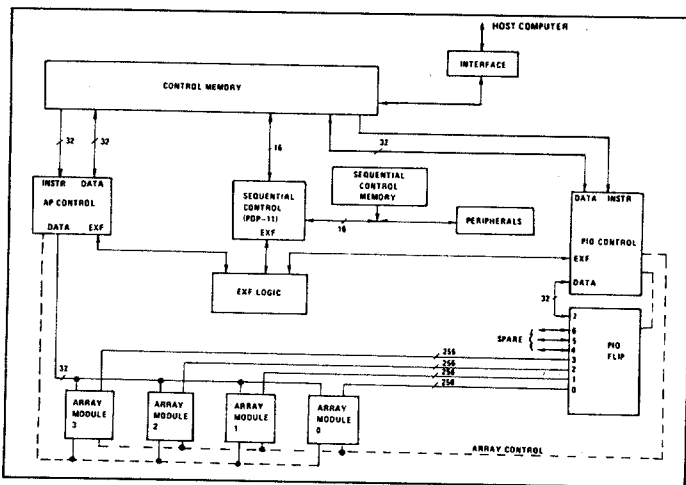 HOST COMPUTER
INTERFACE
CONTROL MEMORY
32
32
16
32
INSTR DATA
AP CONTROL
DATA EXF
SEQUENTIAL
CONTROL
(PDP-11)
EXF
SEQUENTIAL
CONTROL
MEMORY
16
PERIPHERALS
DATA INSTR
PIO CONTROL
EXF
DATA
EXF LOGIC
32
7
6
5
4
3
2
1
0
SPARE
PIO
FLIP
256
256
256
256
32
ARRAY
MODULE
3
ARRAY
MODULE
2
ARRAY
MODULE
1
ARRAY
MODULE
0
ARRAY CONTROL